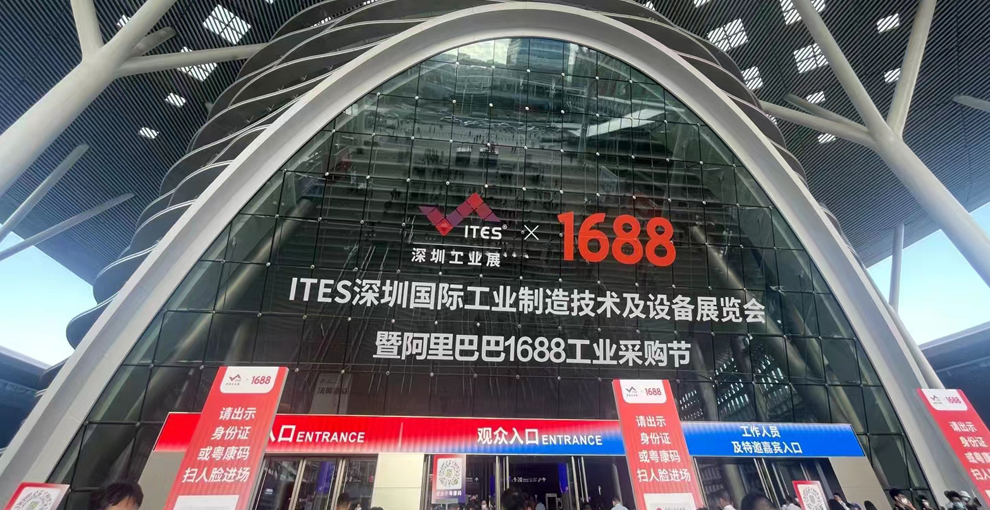 ITES® × 1688
深圳工业展
ITES深圳国际工业制造技术及设备展览会
暨阿里巴巴1688工业采购节
1688
请出示
身份证
或粤康码
扫人脸进场
入口ENTRANCE
观众入口ENTRANCE
1688
请出示
身份证
或粤康码
扫人脸进场
工作人员
及特邀嘉宾入口
1688
请出示
身份证
或粤康码
扫人脸进场